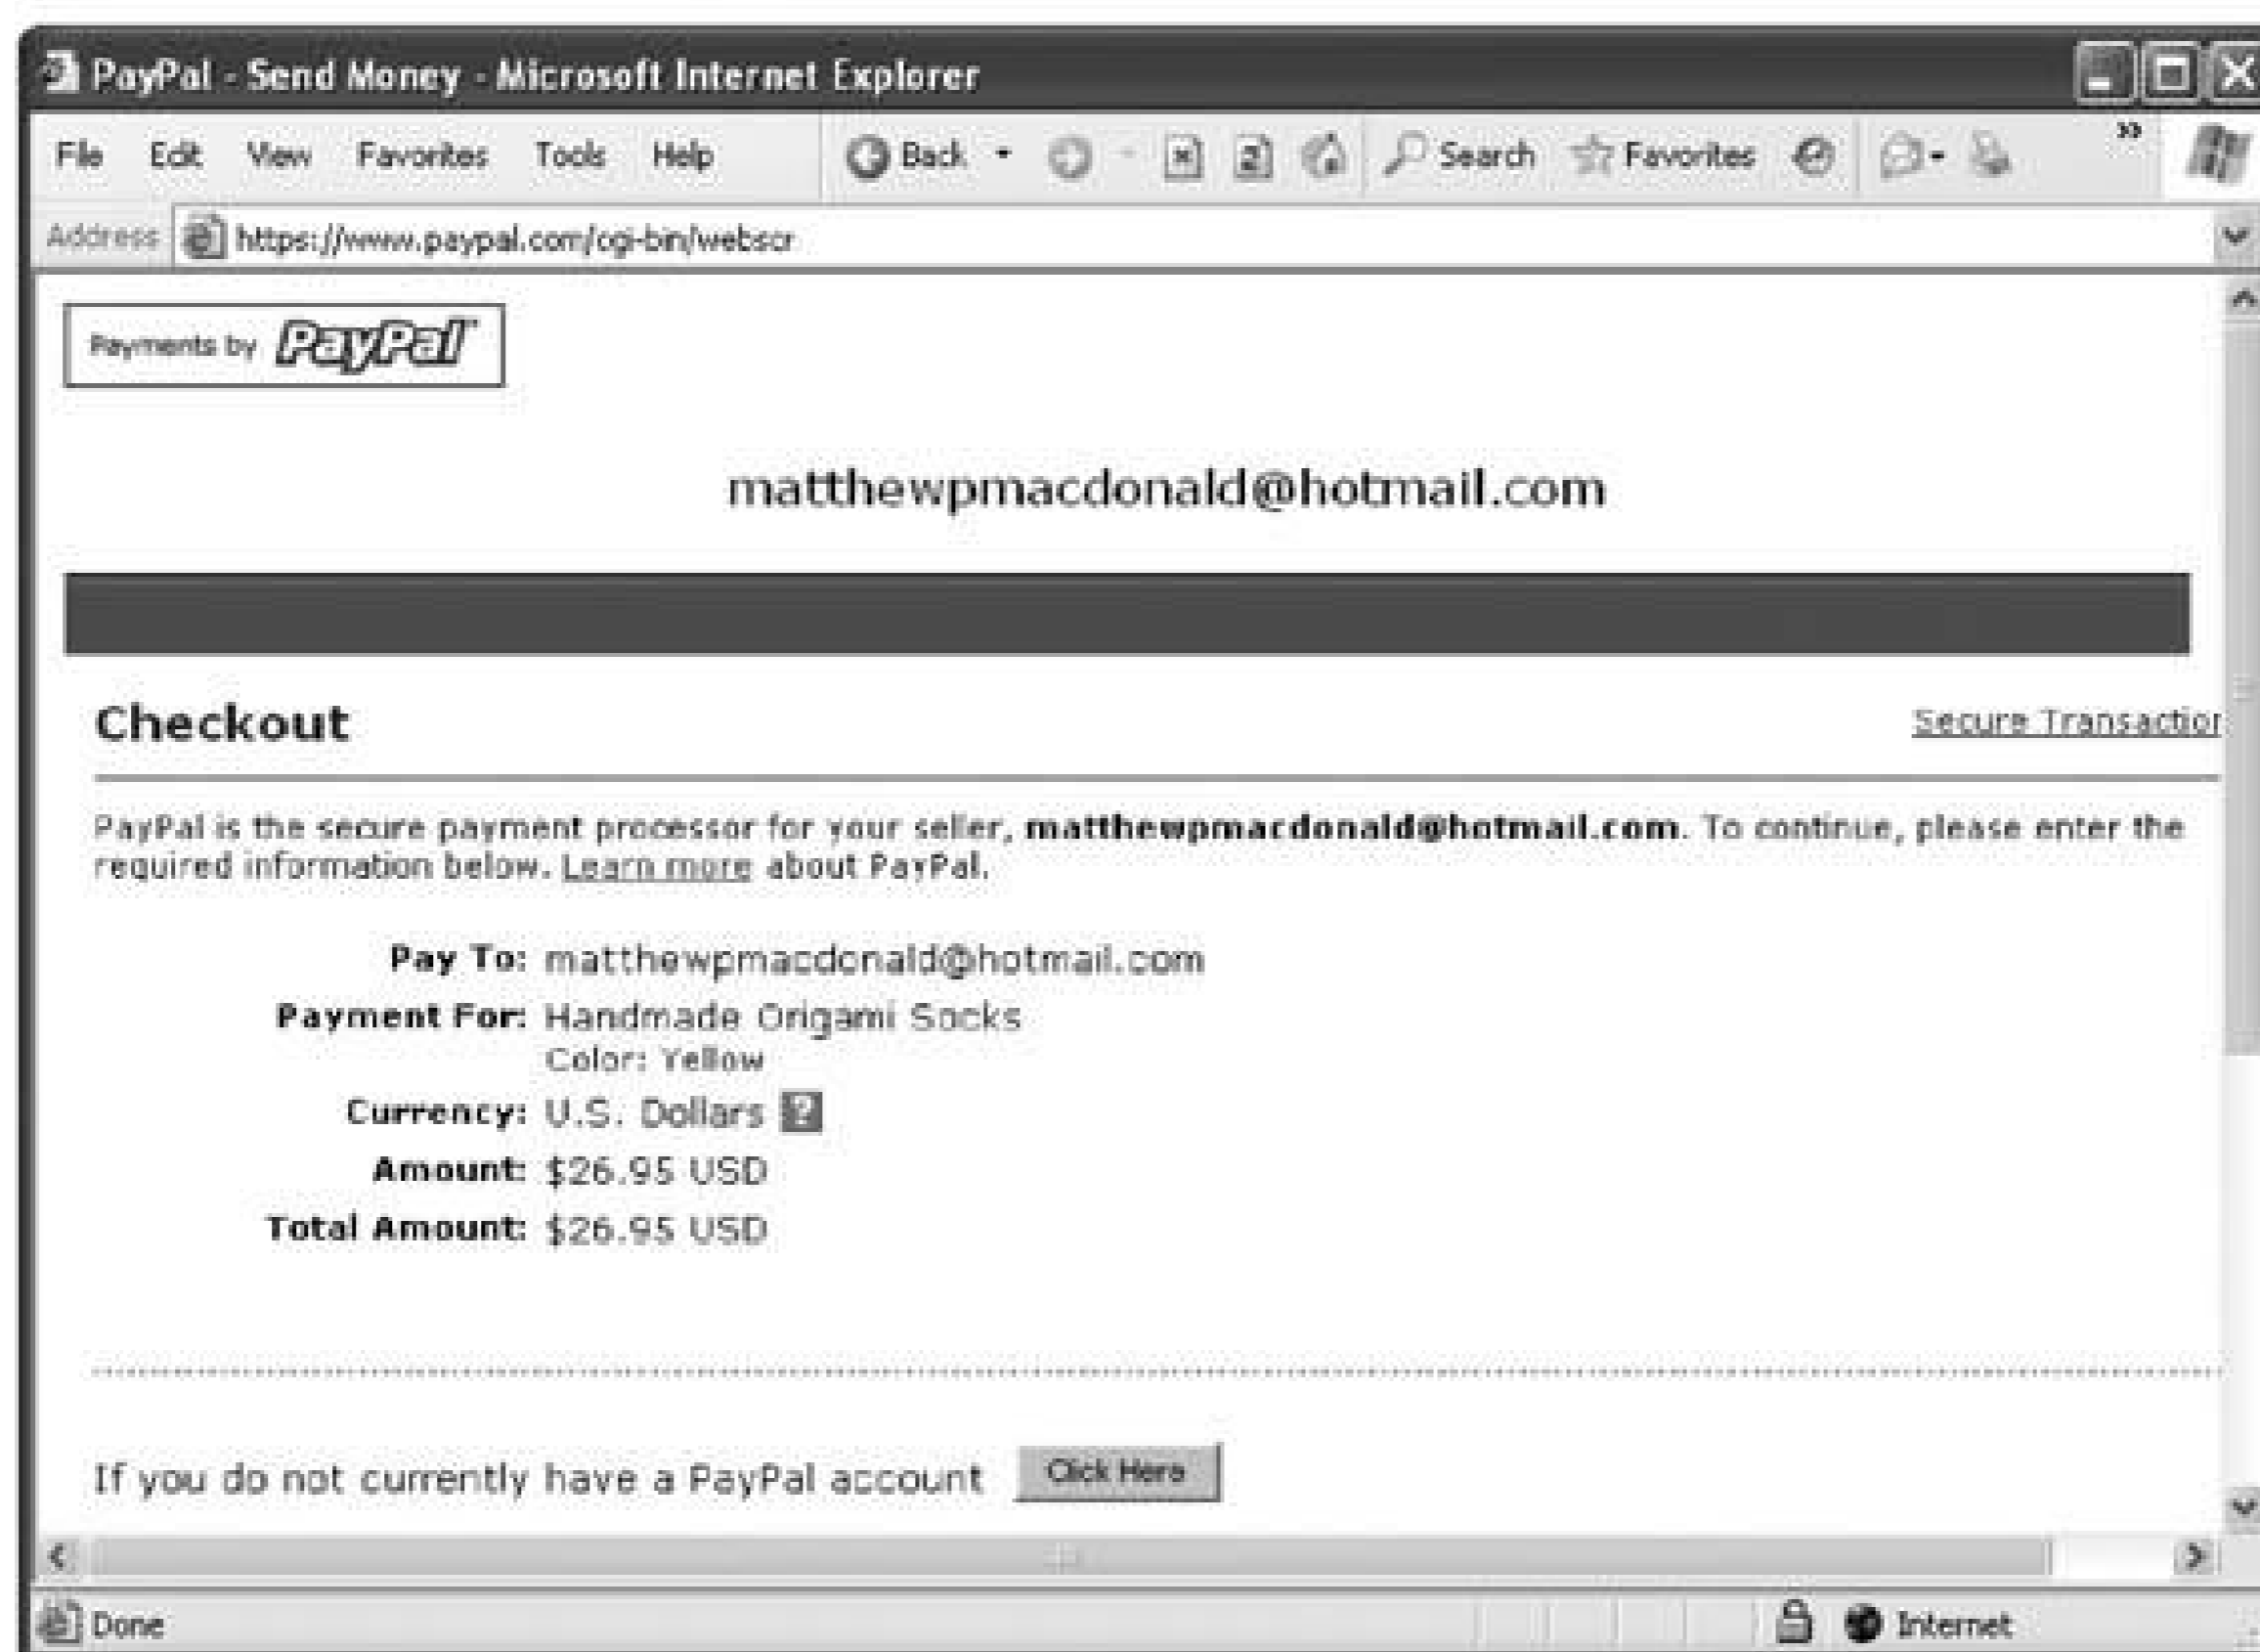 PayPal - Send Money - Microsoft Internet Explorer
File Edit View Favorites Tools Help Back Search Favorites »
Address https://www.paypal.com/cgi-bin/webscr
Payments by PayPal
matthewpmacdonald@hotmail.com
Checkout Secure Transaction
PayPal is the secure payment processor for your seller, matthewpmacdonald@hotmail.com. To continue, please enter the
required information below. Learn more about PayPal.
Pay To: matthewpmacdonald@hotmail.com
Payment For: Handmade Origami Socks
Color: Yellow
Currency: U.S. Dollars ?
Amount: $26.95 USD
Total Amount: $26.95 USD
If you do not currently have a PayPal account Click Here
Done Internet